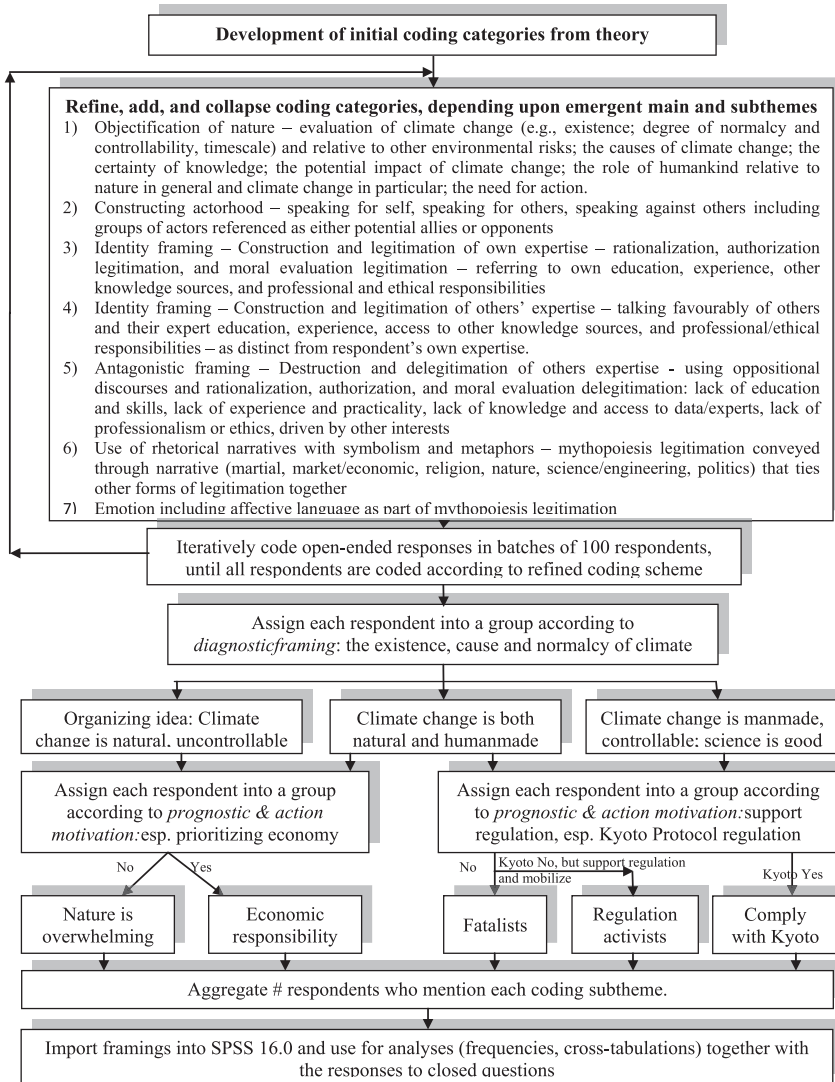 Development of initial coding categories from theory
Refine, add, and collapse coding categories, depending upon emergent main and subthemes
1) Objectification of nature – evaluation of climate change (e.g., existence; degree of normalcy and
controllability, timescale) and relative to other environmental risks; the causes of climate change; the
certainty of knowledge; the potential impact of climate change; the role of humankind relative to
nature in general and climate change in particular; the need for action.
2) Constructing actorhood – speaking for self, speaking for others, speaking against others including
groups of actors referenced as either potential allies or opponents
3) Identity framing – Construction and legitimation of own expertise – rationalization, authorization
legitimation, and moral evaluation legitimation – referring to own education, experience, other
knowledge sources, and professional and ethical responsibilities
4) Identity framing – Construction and legitimation of others' expertise – talking favourably of others
and their expert education, experience, access to other knowledge sources, and professional/ethical
responsibilities – as distinct from respondent's own expertise.
5) Antagonistic framing – Destruction and delegitimation of others expertise - using oppositional
discourses and rationalization, authorization, and moral evaluation delegitimation: lack of education
and skills, lack of experience and practicality, lack of knowledge and access to data/experts, lack of
professionalism or ethics, driven by other interests
6) Use of rhetorical narratives with symbolism and metaphors – mythopoiesis legitimation conveyed
through narrative (martial, market/economic, religion, nature, science/engineering, politics) that ties
other forms of legitimation together
7) Emotion including affective language as part of mythopoiesis legitimation
Iteratively code open-ended responses in batches of 100 respondents,
until all respondents are coded according to refined coding scheme
Assign each respondent into a group according to
diagnosticframing: the existence, cause and normalcy of climate
Organizing idea: Climate
change is natural, uncontrollable
Climate change is both
natural and humanmade
Climate change is manmade,
controllable; science is good
Assign each respondent into a group
according to prognostic & action
motivation:esp. prioritizing economy
Assign each respondent into a group according
to prognostic & action motivation:support
regulation, esp. Kyoto Protocol regulation
No
Yes
No
Kyoto No, but support regulation
and mobilize
Kyoto Yes
Nature is
overwhelming
Economic
responsibility
Fatalists
Regulation
activists
Comply
with Kyoto
Aggregate # respondents who mention each coding subtheme.
Import framings into SPSS 16.0 and use for analyses (frequencies, cross-tabulations) together with
the responses to closed questions